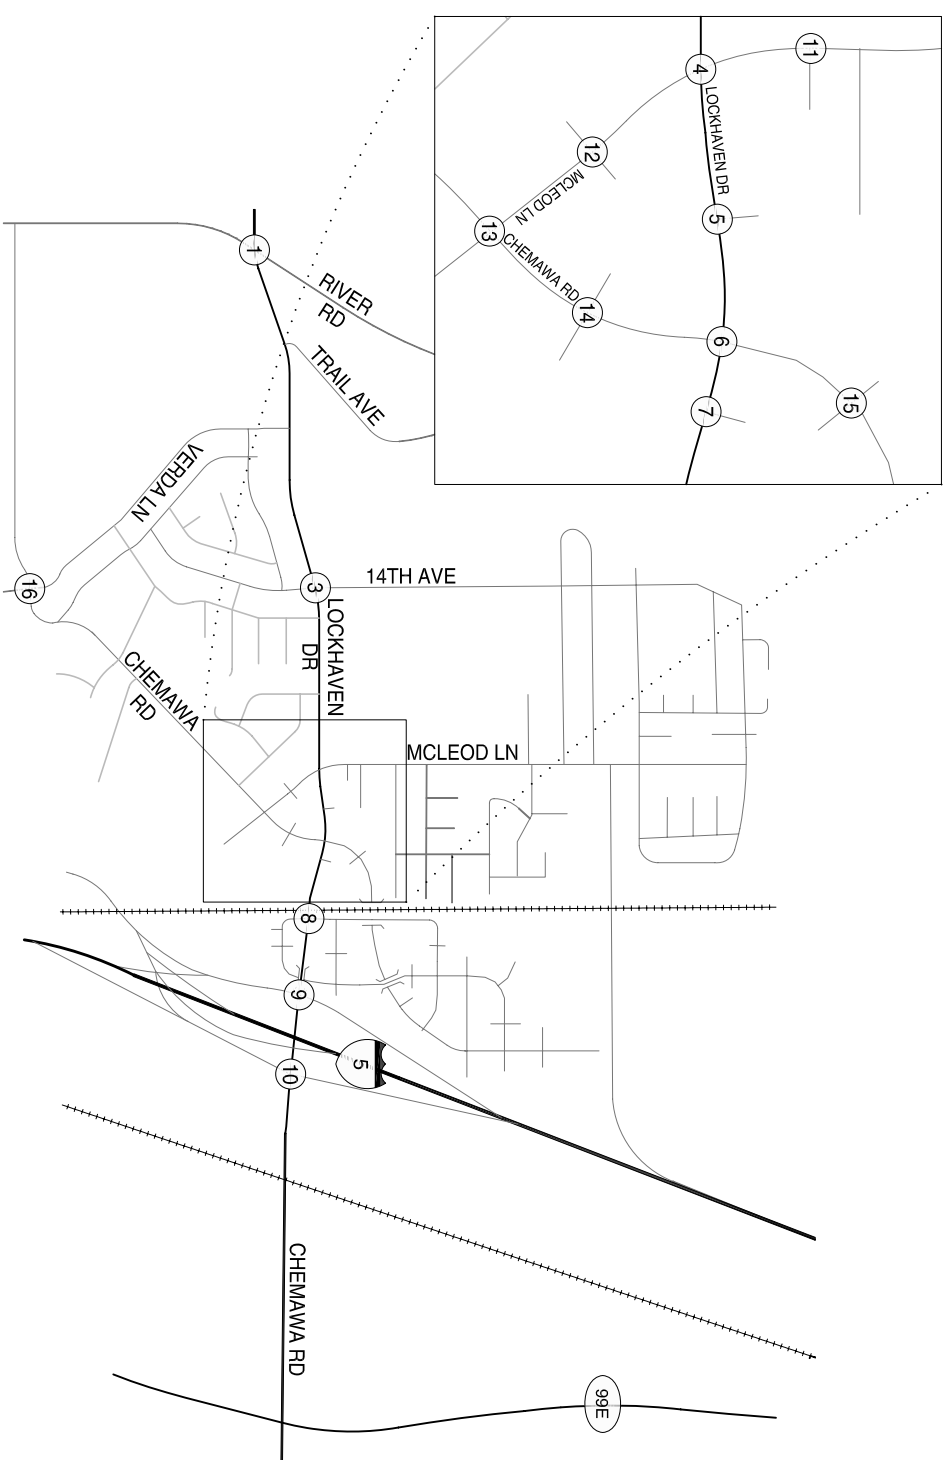 11
4
LOCKHAVEN DR
12
MCLEOD LN
5
13
CHEMAWA RD
14
6
15
7
1
RIVER
RD
TRAIL AVE
VERDA LN
3
14TH AVE
16
LOCKHAVEN
DR
CHEMAWA
RD
MCLEOD LN
8
9
5
10
CHEMAWA RD
99E